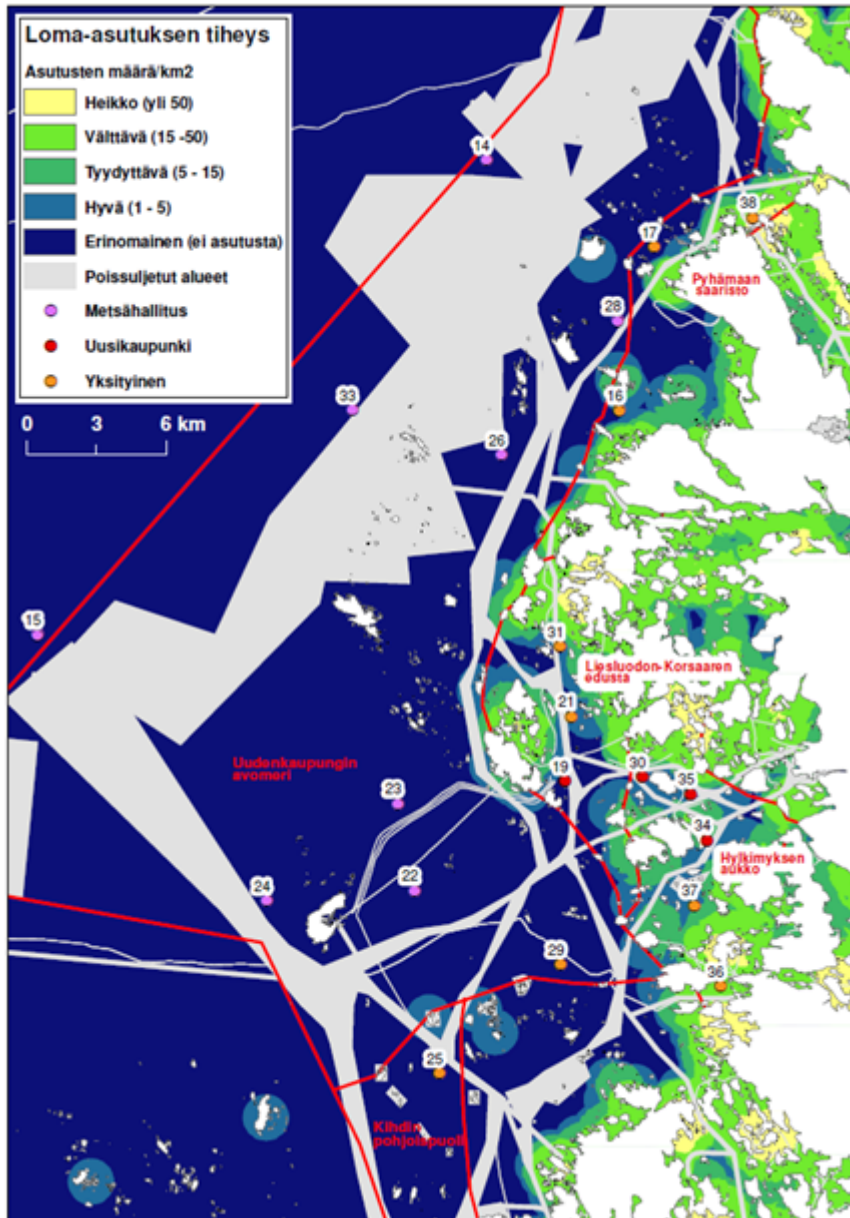 Loma-asutuksen tiheys
Asutusten määrä/km2
Heikko (yli 50)
Välttävä (15 -50)
Tyydyttävä (5 - 15)
Hyvä (1 - 5)
Erinomainen (ei asutusta)
Poissuljetut alueet
Metsähallitus
Uusikaupunki
Yksityinen
0 3 6 km
14
38
17
Pyhämaan
saaristo
28
33
16
26
15
31
Liesluodon-Korsaaren
edusta
21
Uudenkaupungin
avomeri
19
30
35
23
34
Hylkimyksen
aukko
22
24
37
29
36
25
Kihdin
pohjoispuoli